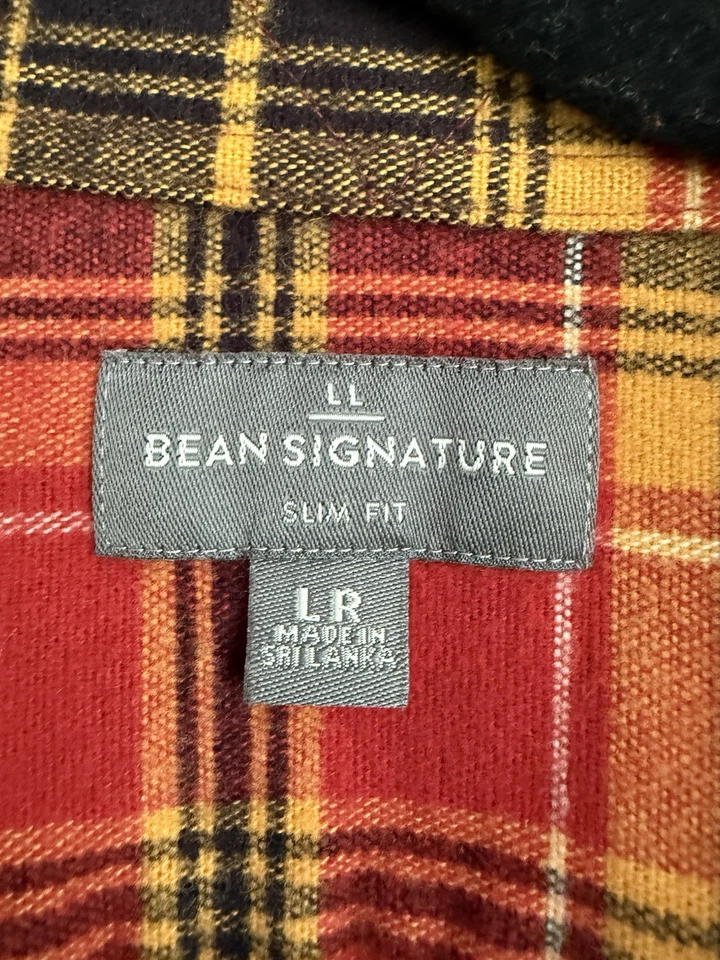 LL
BEAN SIGNATURE
SLIM FIT
LR
MADE IN
SRI LANKA